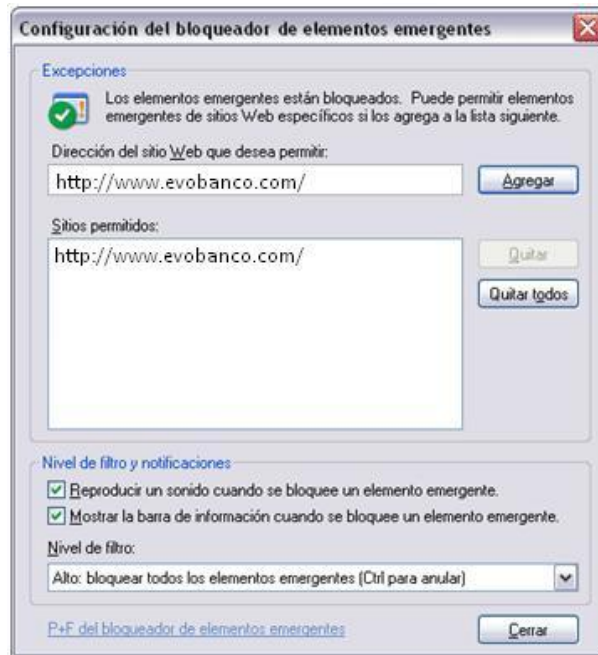 Configuración del bloqueador de elementos emergentes
Excepciones
Los elementos emergentes están bloqueados. Puede permitir elementos
emergentes de sitios Web específicos si los agrega a la lista siguiente.
Dirección del sitio Web que desea permitir:
http://www.evobanco.com/
Agregar
Sitios permitidos:
http://www.evobanco.com/
Quitar
Quitar todos
Nivel de filtro y notificaciones
Reproducir un sonido cuando se bloquee un elemento emergente.
Mostrar la barra de información cuando se bloquee un elemento emergente.
Nivel de filtro:
Alto: bloquear todos los elementos emergentes (Ctrl para anular)
P+F del bloqueador de elementos emergentes
Cerrar